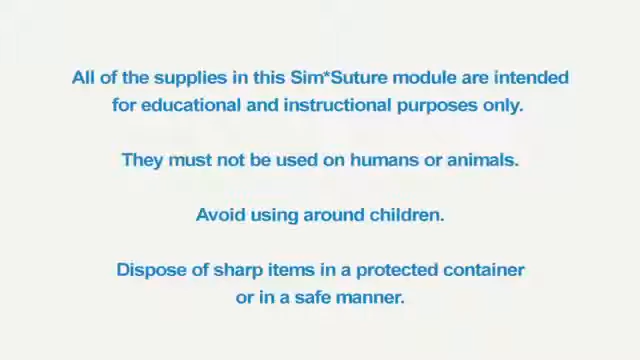 All of the supplies in this Sim*Suture module are intended
for educational and instructional purposes only.
They must not be used on humans or animals.
Avoid using around children.
Dispose of sharp items in a protected container
or in a safe manner.